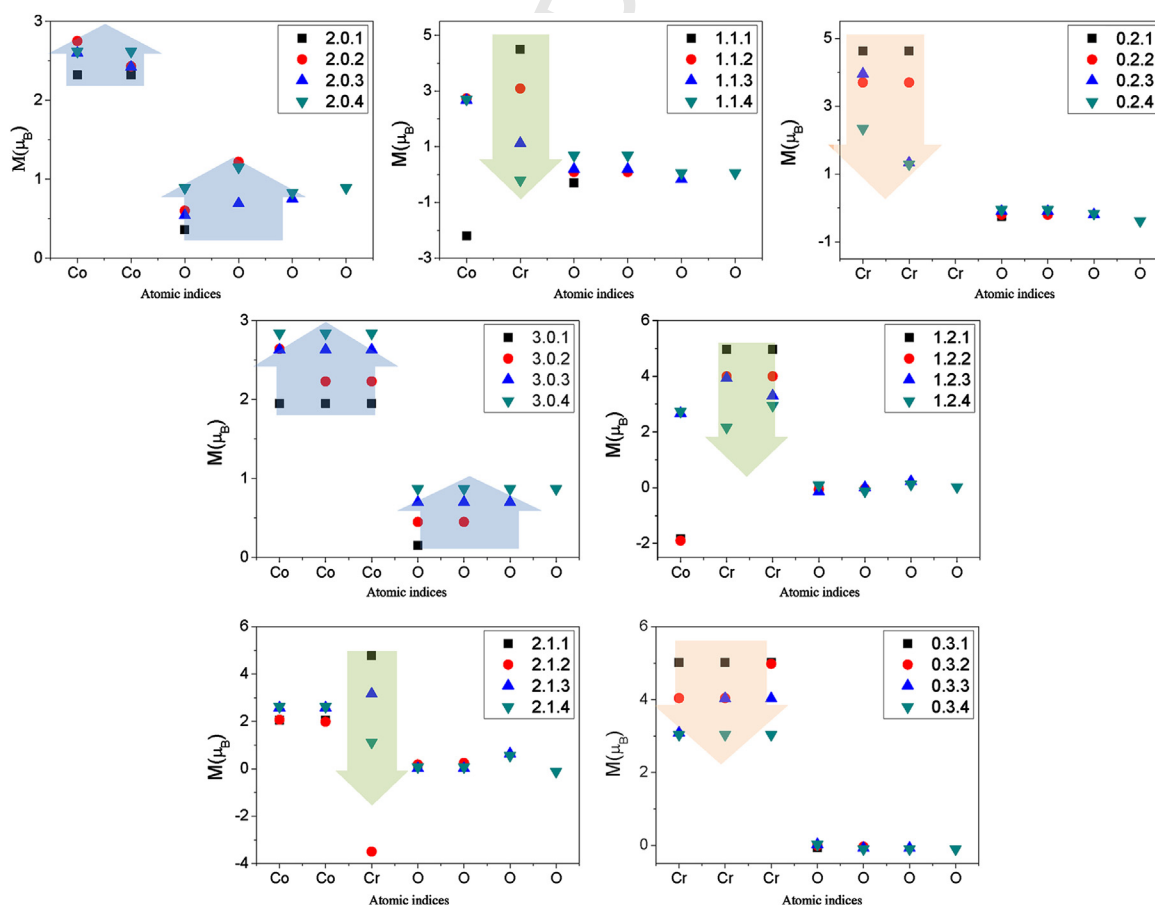 3
2
1
0
M(μB)
2.0.1
2.0.2
2.0.3
2.0.4
Co Co O O O O
Atomic indices
5
3
1
-1
-3
M(μB)
1.1.1
1.1.2
1.1.3
1.1.4
Co Cr O O O O
Atomic indices
5
3
1
-1
M(μB)
0.2.1
0.2.2
0.2.3
0.2.4
Cr Cr Cr O O O O
Atomic indices
3
2
1
0
M(μB)
3.0.1
3.0.2
3.0.3
3.0.4
Co Co Co O O O O
Atomic indices
6
4
2
0
-2
M(μB)
1.2.1
1.2.2
1.2.3
1.2.4
Co Cr Cr O O O O
Atomic indices
6
4
2
0
-2
-4
M(μB)
2.1.1
2.1.2
2.1.3
2.1.4
Co Co Cr O O O O
Atomic indices
6
5
4
3
2
0
M(μB)
0.3.1
0.3.2
0.3.3
0.3.4
Cr Cr Cr O O O O
Atomic indices